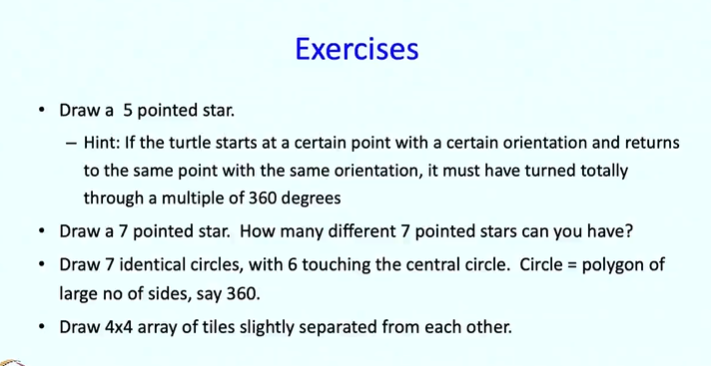 Exercises
• Draw a 5 pointed star.
– Hint: If the turtle starts at a certain point with a certain orientation and returns
to the same point with the same orientation, it must have turned totally
through a multiple of 360 degrees
• Draw a 7 pointed star. How many different 7 pointed stars can you have?
• Draw 7 identical circles, with 6 touching the central circle. Circle = polygon of
large no of sides, say 360.
• Draw 4x4 array of tiles slightly separated from each other.